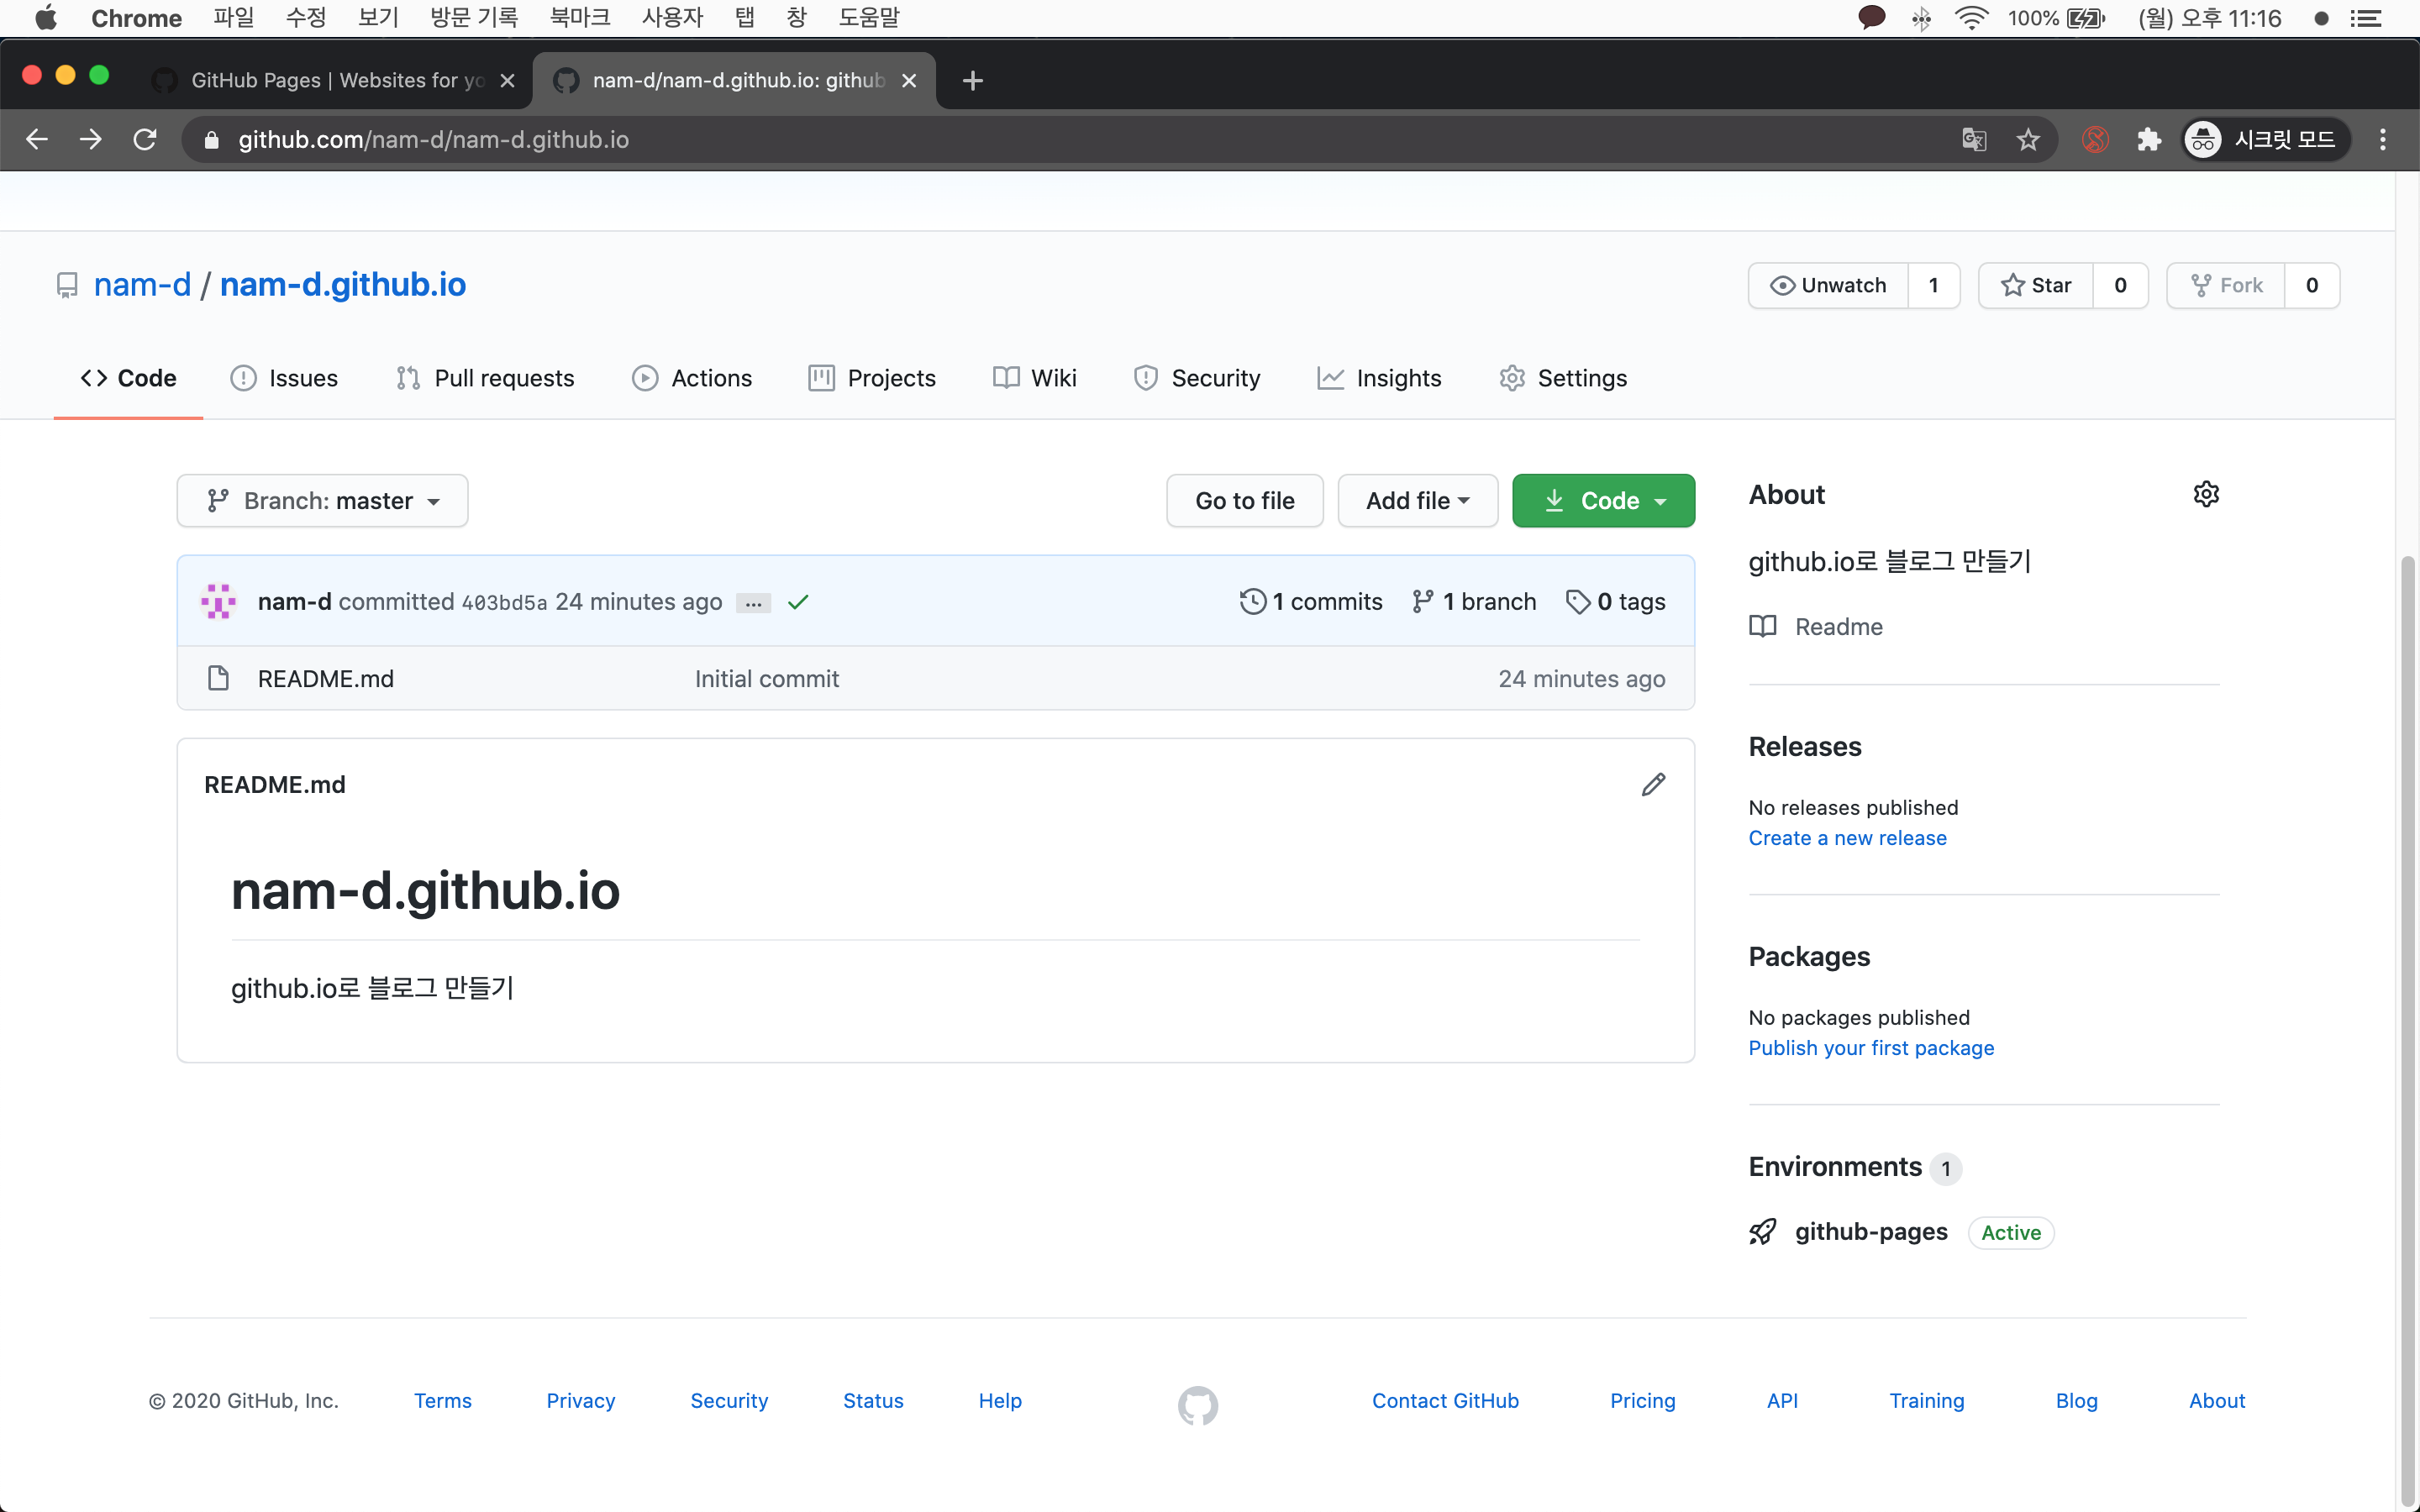 Chrome 파일 수정 보기 방문 기록 북마크 사용자 탭 창 도움말 100% (월) 오후 11:16
GitHub Pages | Websites for yo nam-d/nam-d.github.io: github
github.com/nam-d/nam-d.github.io 시크릿 모드
nam-d / nam-d.github.io Unwatch 1 Star 0 Fork 0
Code Issues Pull requests Actions Projects Wiki Security Insights Settings
Branch: master Go to file Add file Code
nam-d committed 403bd5a 24 minutes ago ... 1 commits 1 branch 0 tags
README.md Initial commit 24 minutes ago
README.md
nam-d.github.io
github.io로 블로그 만들기
About
github.io로 블로그 만들기
Readme
Releases
No releases published
Create a new release
Packages
No packages published
Publish your first package
Environments 1
github-pages Active
© 2020 GitHub, Inc. Terms Privacy Security Status Help Contact GitHub Pricing API Training Blog About